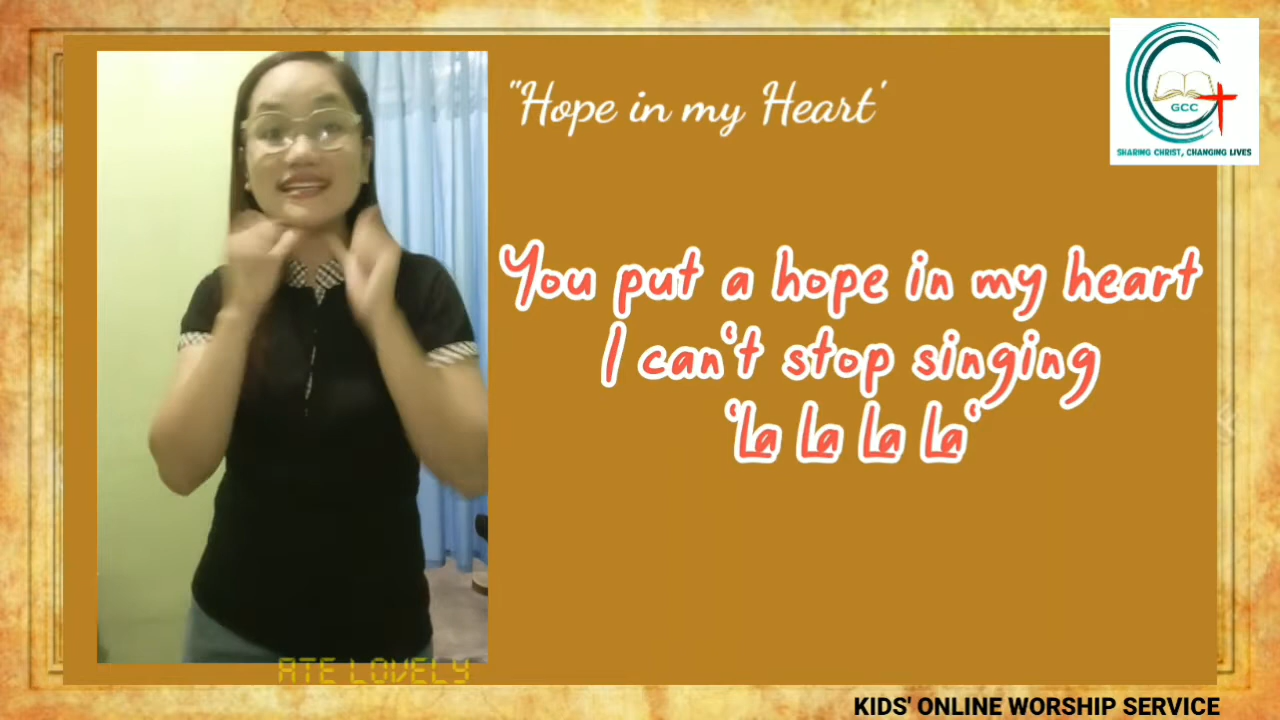 "Hope in my Heart'
GCC
SHARING CHRIST, CHANGING LIVES
You put a hope in my heart
I can't stop singing
'La La La La'
ATE LOVELY
KIDS' ONLINE WORSHIP SERVICE